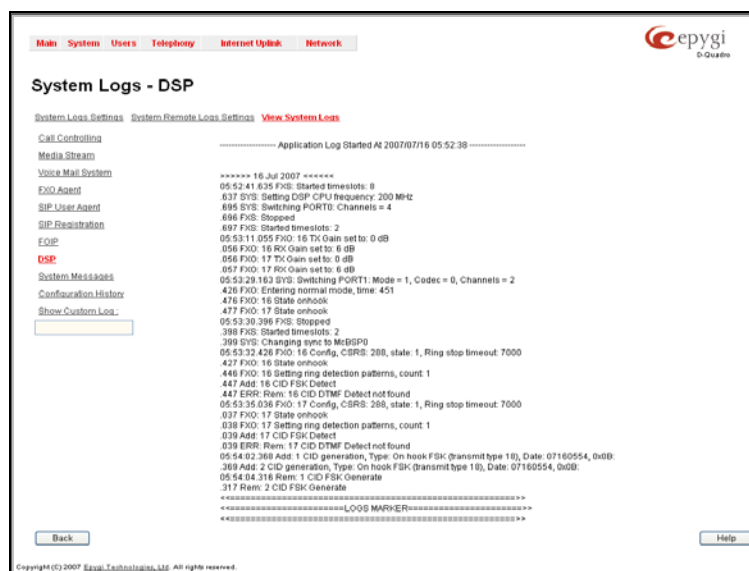 Main System Users Telephony Internet Uplink Network
epygi
D-Quadro
System Logs - DSP
System Logs Settings System Remote Logs Settings View System Logs
Call Controlling
Media Stream
Voice Mail System
FXO Agent
SIP User Agent
SIP Registration
FOIP
DSP
System Messages
Configuration History
Show Custom Log :
------------------ Application Log Started At 2007/07/16 05:52:38 ------------------
>>>>>> 16 Jul 2007 <<<<<<
05:52:41.635 FXS: Started timeslots: 8
.637 SYS: Setting DSP CPU frequency: 200 MHz
.695 SYS: Switching PORT0: Channels = 4
.696 FXS: Stopped
.697 FXS: Started timeslots: 2
05:53:11.055 FXO: 16 TX Gain set to: 0 dB
.056 FXO: 16 RX Gain set to: 6 dB
.056 FXO: 17 TX Gain set to: 0 dB
.057 FXO: 17 RX Gain set to: 6 dB
05:53:29.163 SYS: Switching PORT1: Mode = 1, Codec = 0, Channels = 2
.426 FXO: Entering normal mode, time: 451
.476 FXO: 16 State onhook
.477 FXO: 17 State onhook
05:53:30.396 FXS: Stopped
.398 FXS: Started timeslots: 2
.399 SYS: Changing sync to McBSP0
05:53:32.426 FXO: 16 Config, CSRS: 288, state: 1, Ring stop timeout: 7000
.427 FXO: 16 State onhook
.446 FXO: 16 Setting ring detection patterns, count: 1
.447 Add: 16 CID FSK Detect
.447 ERR: Rem: 16 CID DTMF Detect not found
05:53:35.036 FXO: 17 Config, CSRS: 288, state: 1, Ring stop timeout: 7000
.037 FXO: 17 State onhook
.038 FXO: 17 Setting ring detection patterns, count: 1
.039 Add: 17 CID FSK Detect
.039 ERR: Rem: 17 CID DTMF Detect not found
05:54:02.368 Add: 1 CID generation, Type: On hook FSK (transmit type 18), Date: 07160554, 0x0B:
.369 Add: 2 CID generation, Type: On hook FSK (transmit type 18), Date: 07160554, 0x0B:
05:54:04.316 Rem: 1 CID FSK Generate
.317 Rem: 2 CID FSK Generate
<<==================================================>>
<<=====================LOGS MARKER=====================>>
<<==================================================>>
Back Help
Copyright (C) 2007 Epygi Technologies, Ltd. All rights reserved.